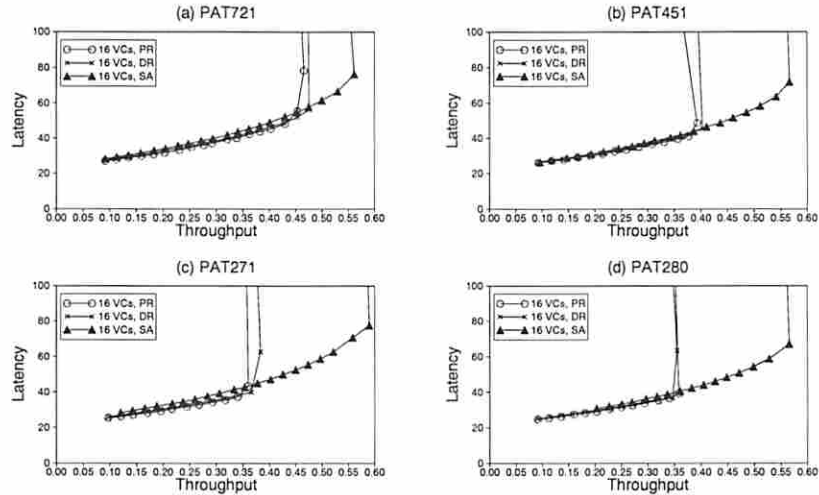 (a) PAT721
100
80
60
40
20
0
Latency
16 VCs, PR
16 VCs, DR
16 VCs, SA
0.00 0.05 0.10 0.15 0.20 0.25 0.30 0.35 0.40 0.45 0.50 0.55 0.60
Throughput
(b) PAT451
100
80
60
40
20
0
Latency
16 VCs, PR
16 VCs, DR
16 VCs, SA
0.00 0.05 0.10 0.15 0.20 0.25 0.30 0.35 0.40 0.45 0.50 0.55 0.60
Throughput
(c) PAT271
100
80
60
40
20
0
Latency
16 VCs, PR
16 VCs, DR
16 VCs, SA
0.00 0.05 0.10 0.15 0.20 0.25 0.30 0.35 0.40 0.45 0.50 0.55 0.60
Throughput
(d) PAT280
100
80
60
40
20
0
Latency
16 VCs, PR
16 VCs, DR
16 VCs, SA
0.00 0.05 0.10 0.15 0.20 0.25 0.30 0.35 0.40 0.45 0.50 0.55 0.60
Throughput